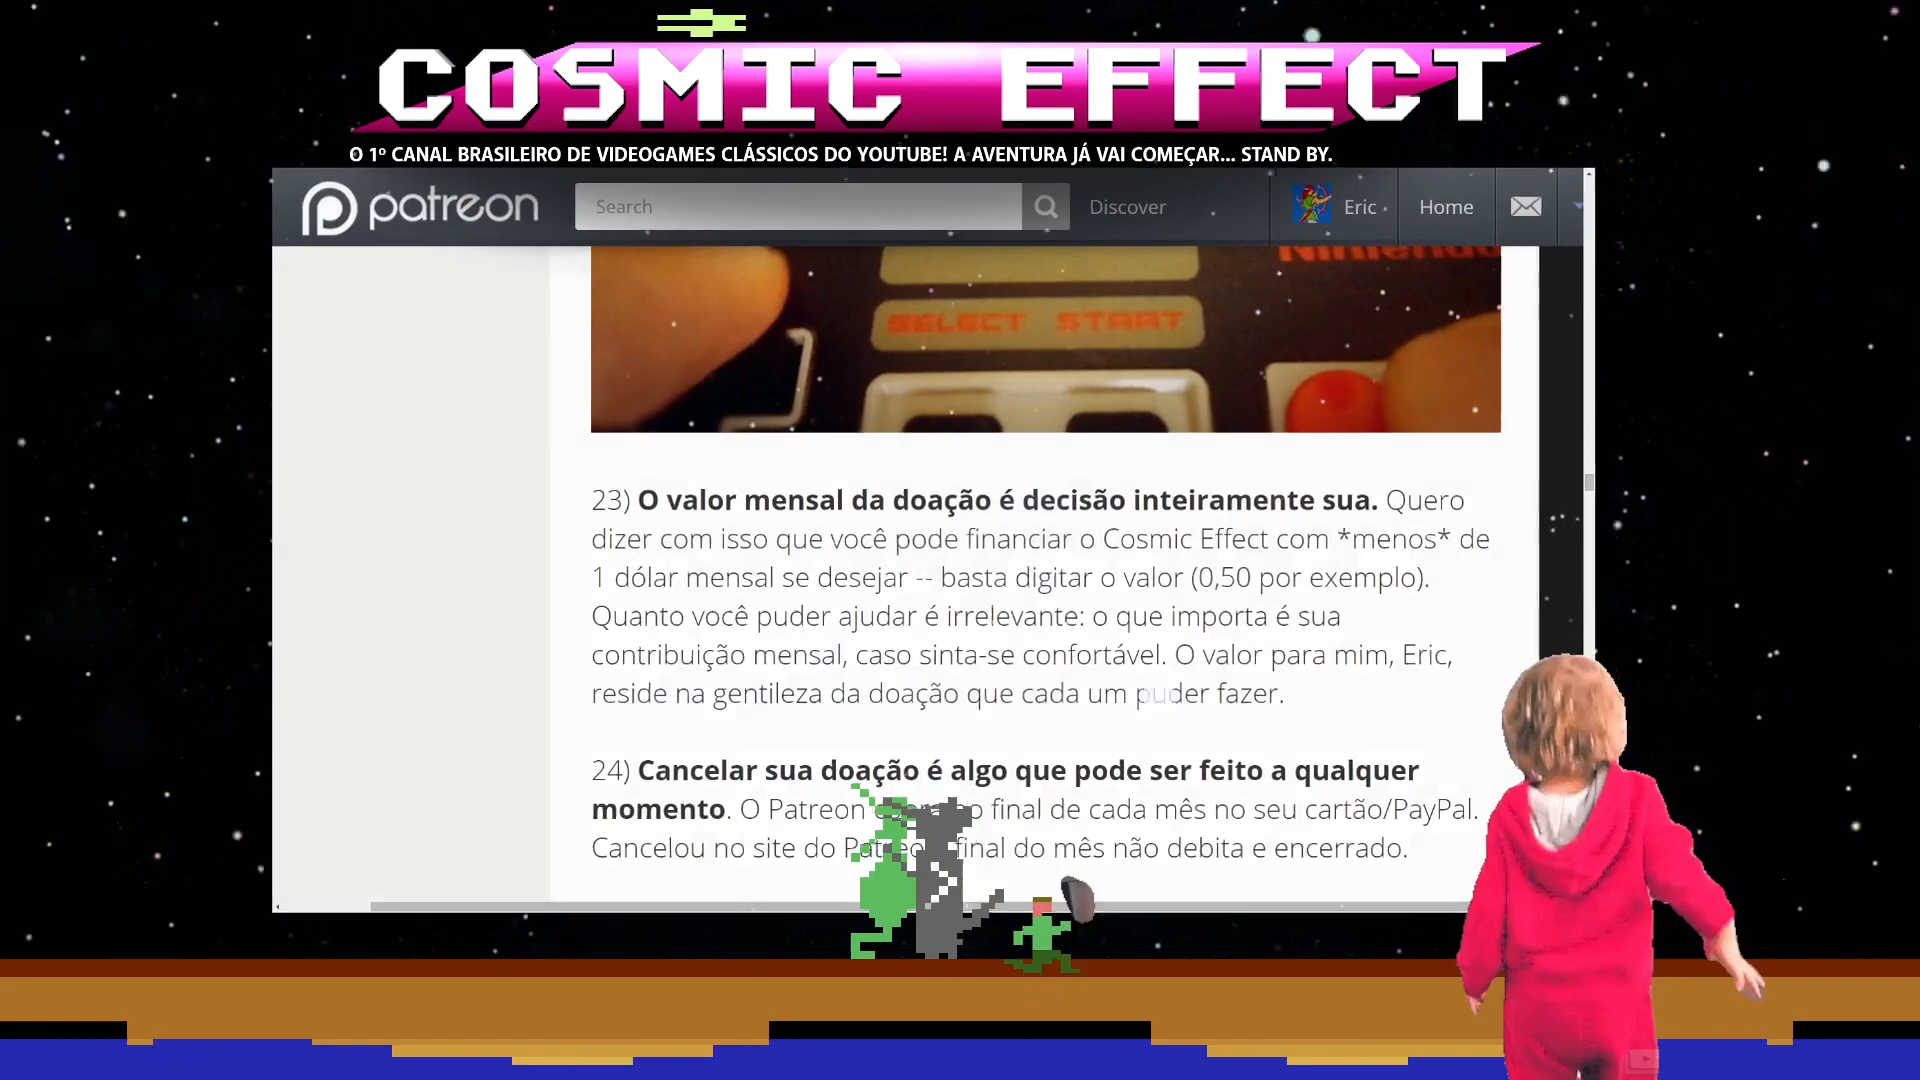 COSMIC EFFECT
O 1º CANAL BRASILEIRO DE VIDEOGAMES CLÁSSICOS DO YOUTUBE! A AVENTURA JÁ VAI COMEÇAR... STAND BY.
patreon Search Discover Eric Home
Nintendo
SELECT START
23) O valor mensal da doação é decisão inteiramente sua. Quero
dizer com isso que você pode financiar o Cosmic Effect com *menos* de
1 dólar mensal se desejar -- basta digitar o valor (0,50 por exemplo).
Quanto você puder ajudar é irrelevante: o que importa é sua
contribuição mensal, caso sinta-se confortável. O valor para mim, Eric,
reside na gentileza da doação que cada um puder fazer.
24) Cancelar sua doação é algo que pode ser feito a qualquer
momento. O Patreon final de cada mês no seu cartão/PayPal.
Cancelou no site do Patreon final do mês não debita e encerrado.